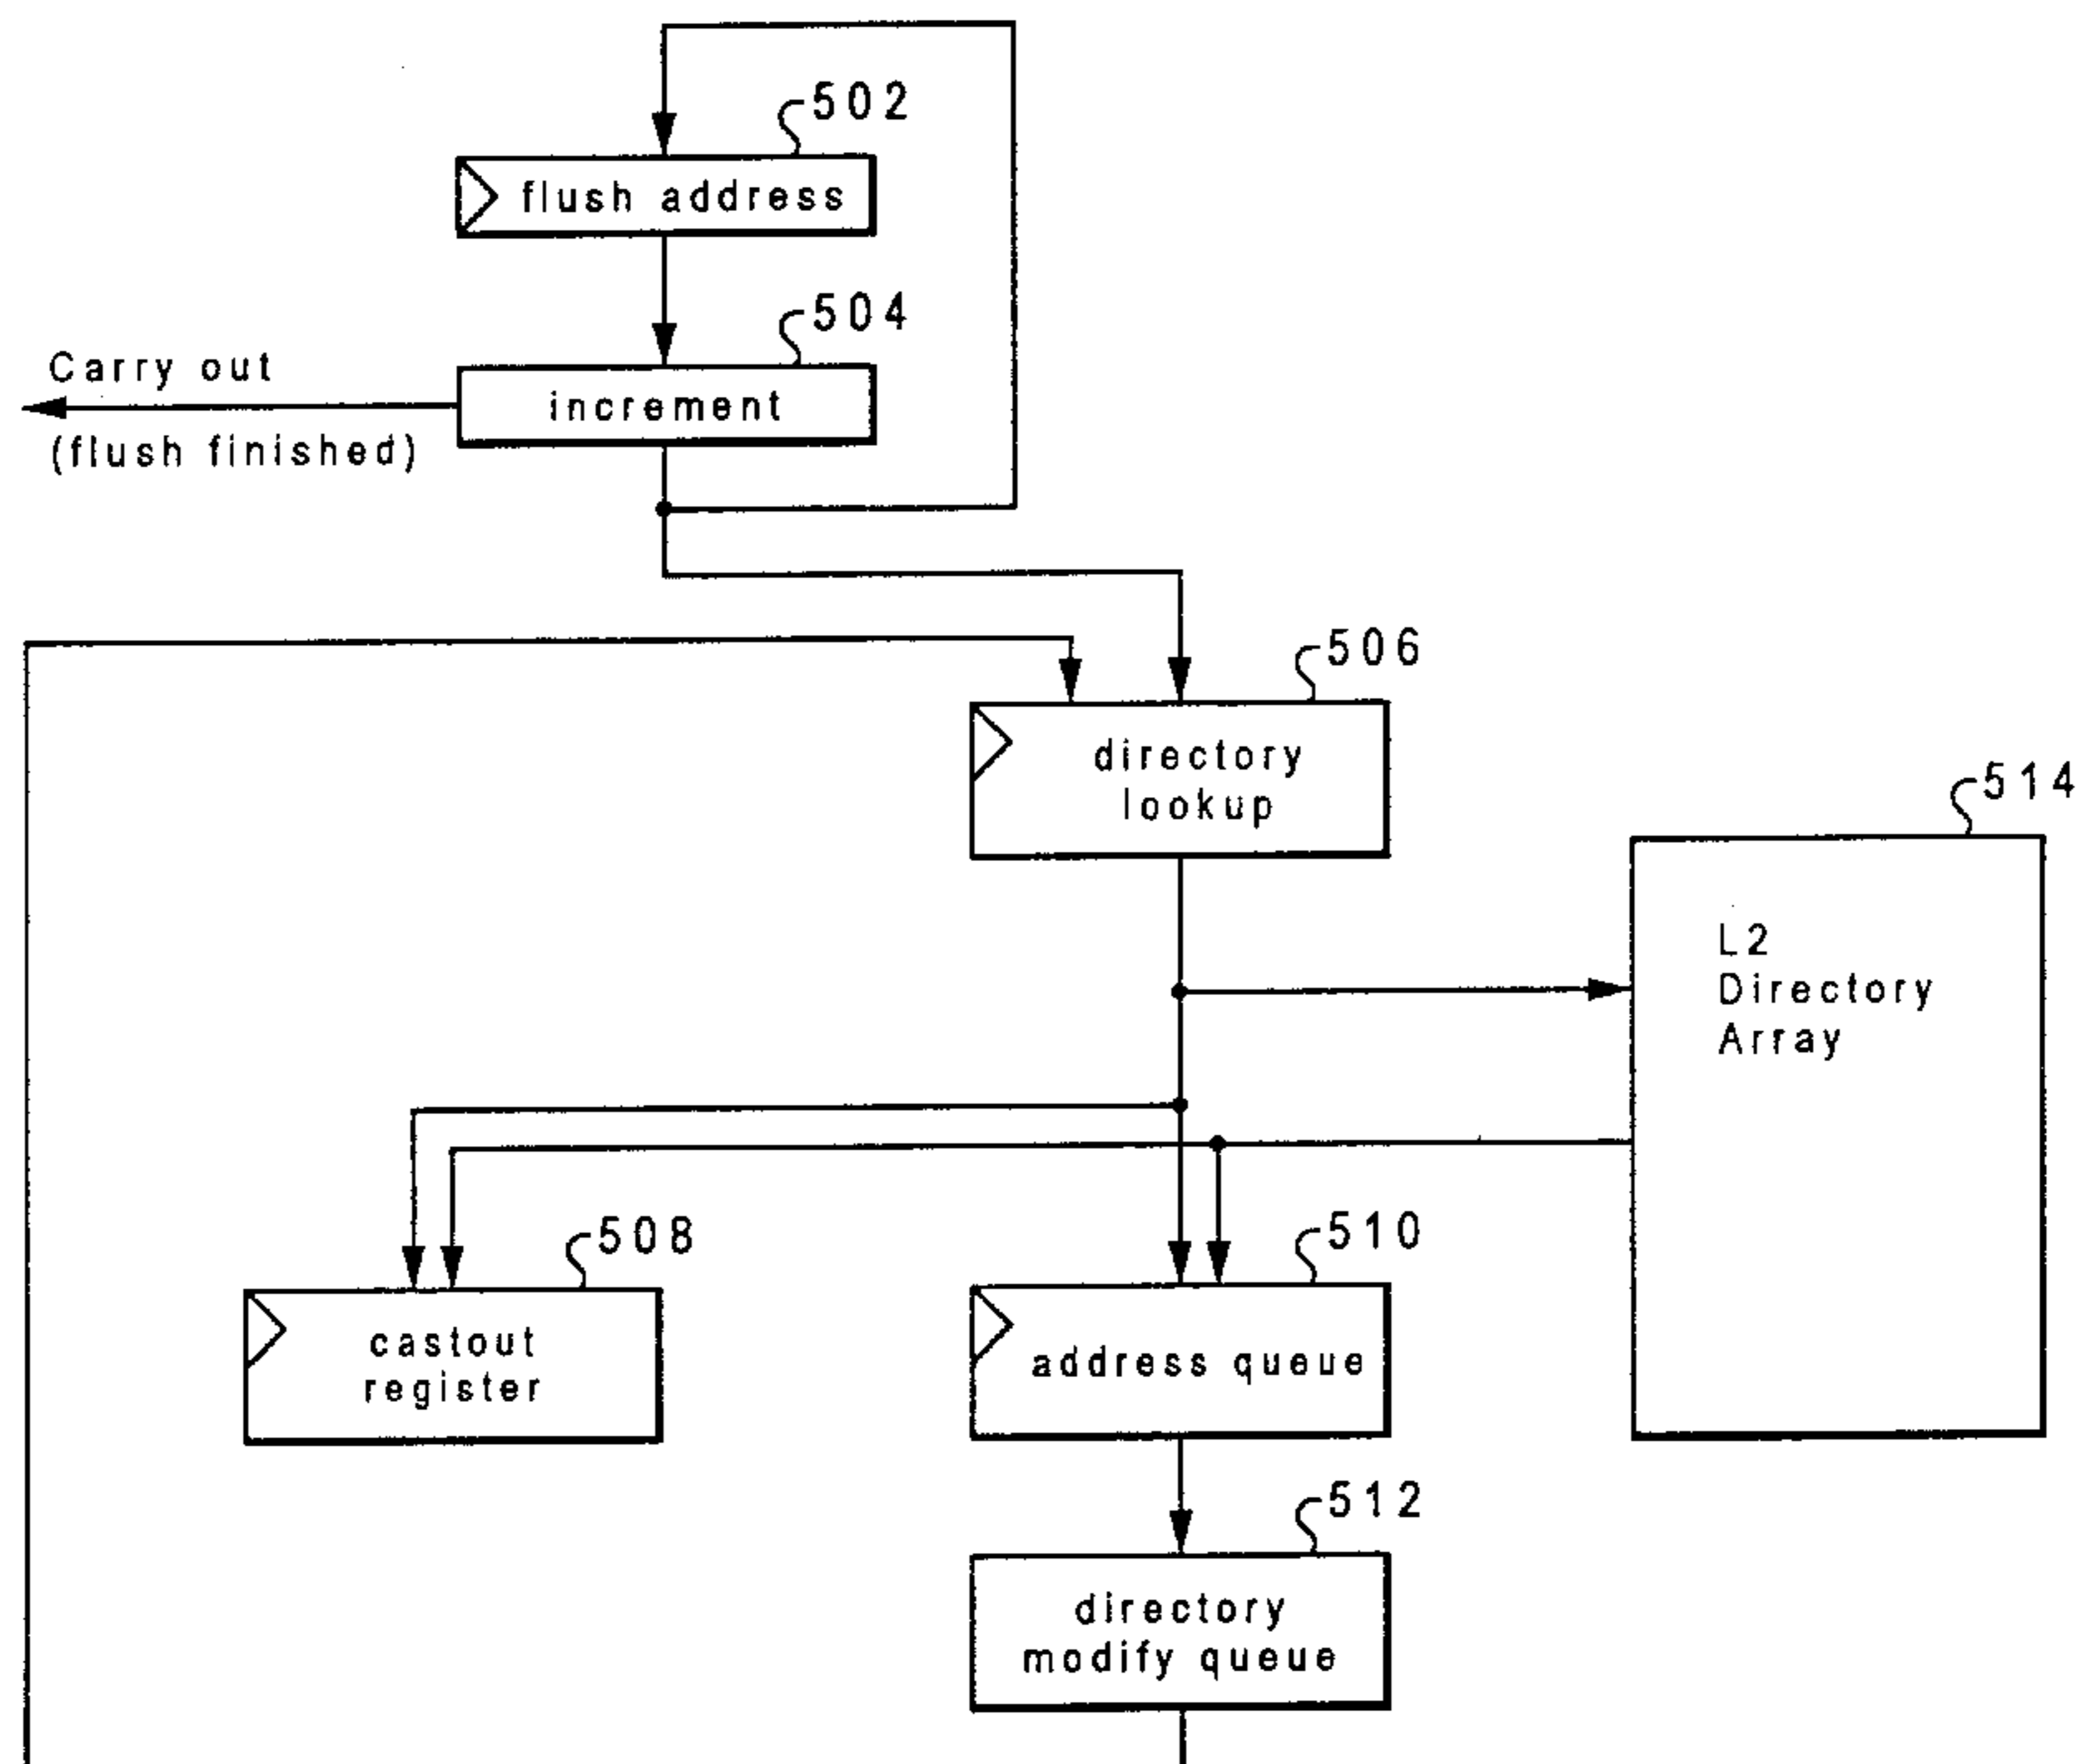 502
flush address
504
Carry out
increment
(flush finished)
506
directory
lookup
514
L2
Directory
Array
508
510
castout
register
address queue
512
directory
modify queue